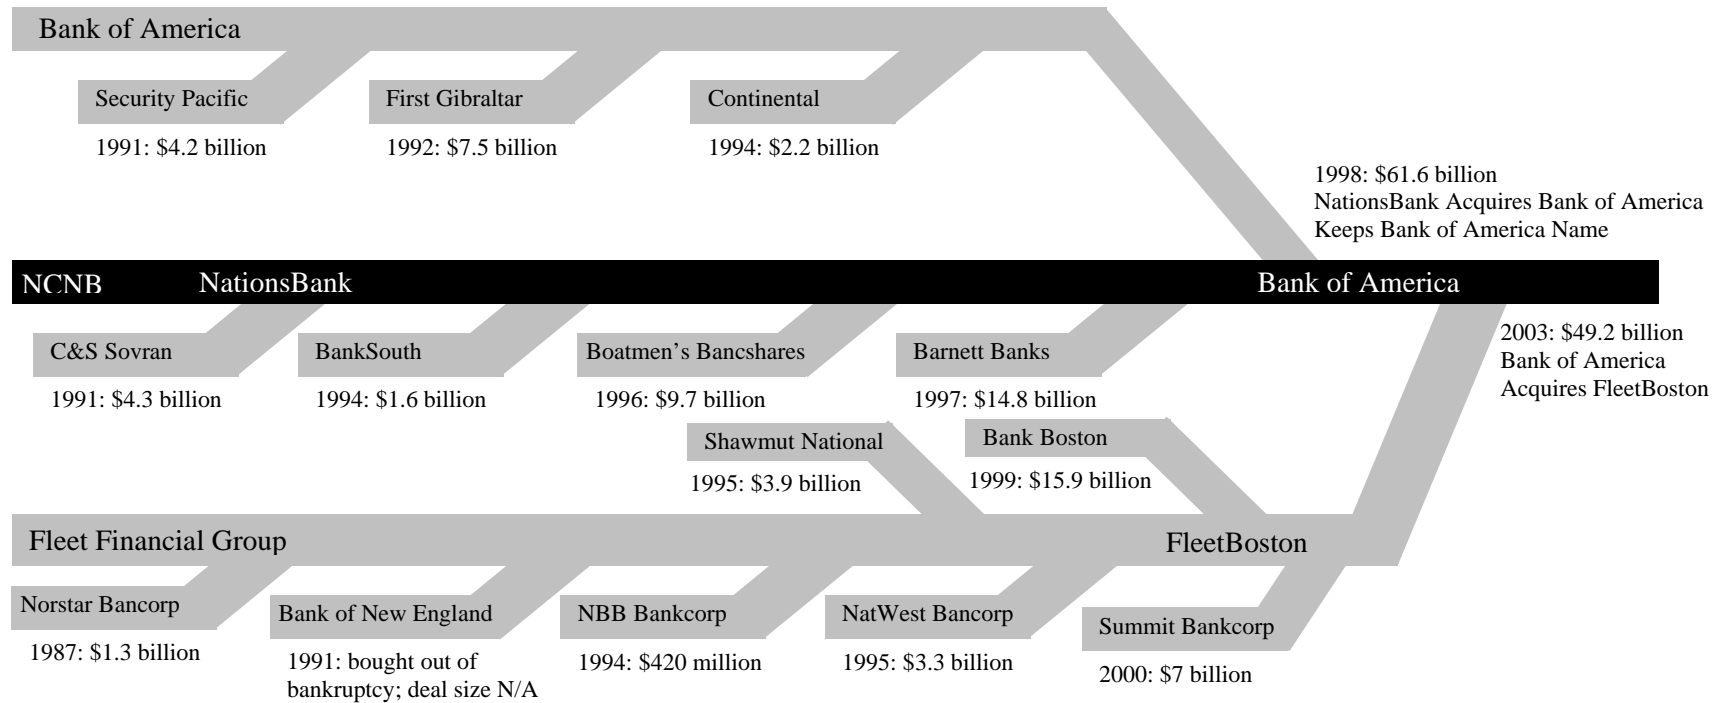 Bank of America
Security Pacific
1991: $4.2 billion
First Gibraltar
1992: $7.5 billion
Continental
1994: $2.2 billion
1998: $61.6 billion
NationsBank Acquires Bank of America
Keeps Bank of America Name
NCNB
NationsBank
Bank of America
C&S Sovran
1991: $4.3 billion
BankSouth
1994: $1.6 billion
Boatmen's Bancshares
1996: $9.7 billion
Barnett Banks
1997: $14.8 billion
2003: $49.2 billion
Bank of America
Acquires FleetBoston
Shawmut National
1995: $3.9 billion
Bank Boston
1999: $15.9 billion
Fleet Financial Group
FleetBoston
Norstar Bancorp
1987: $1.3 billion
Bank of New England
1991: bought out of
bankruptcy; deal size N/A
NBB Bankcorp
1994: $420 million
NatWest Bancorp
1995: $3.3 billion
Summit Bankcorp
2000: $7 billion